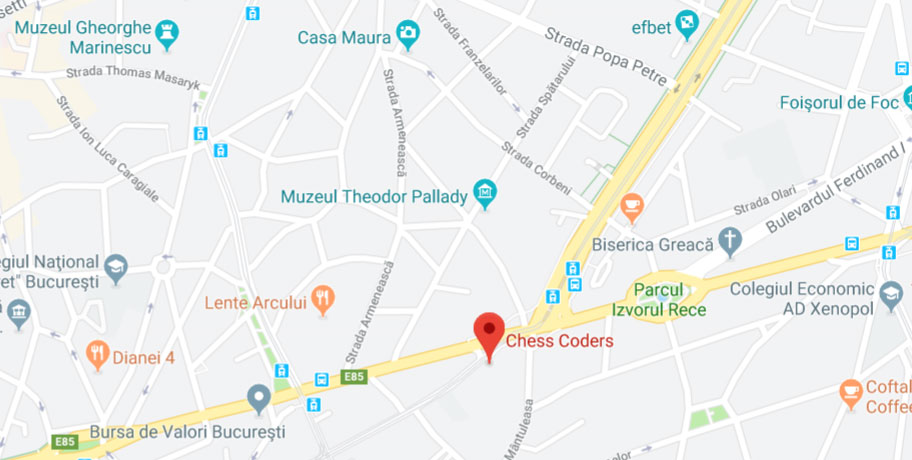 setti
Muzeul Gheorghe
Marinescu
Casa Maura
efbet
Strada Franzelarilor
Strada Popa Petre
Strada Thomas Masaryk
Strada Armenească
Strada Spătarului
Foișorul de Foc
Strada Ion Luca Caragiale
Strada Corbeni
Muzeul Theodor Pallady
Strada Olari
Bulevardul Ferdinand I
Biserica Greacă
egiul Național
et" București
Lente Arcului
Strada Armenească
Parcul
Izvorul Rece
Colegiul Economic
AD Xenopol
Chess Coders
Dianei 4
E85
Mântuleasa
Coftal
Coffee
Bursa de Valori București
E85